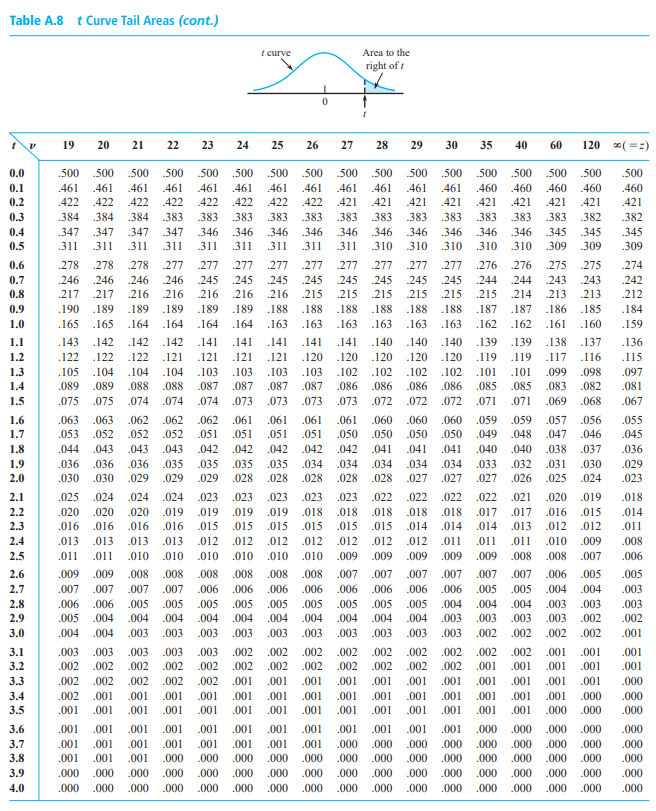 Table A.8 t Curve Tail Areas (cont.)
t curve
Area to the
right of t
0
t
t ν 19 20 21 22 23 24 25 26 27 28 29 30 35 40 60 120 ∞(=z)
0.0 .500 .500 .500 .500 .500 .500 .500 .500 .500 .500 .500 .500 .500 .500 .500 .500 .500
0.1 .461 .461 .461 .461 .461 .461 .461 .461 .461 .461 .461 .461 .460 .460 .460 .460 .460
0.2 .422 .422 .422 .422 .422 .422 .422 .422 .421 .421 .421 .421 .421 .421 .421 .421 .421
0.3 .384 .384 .384 .383 .383 .383 .383 .383 .383 .383 .383 .383 .383 .383 .383 .382 .382
0.4 .347 .347 .347 .347 .346 .346 .346 .346 .346 .346 .346 .346 .346 .346 .345 .345 .345
0.5 .311 .311 .311 .311 .311 .311 .311 .311 .311 .310 .310 .310 .310 .310 .309 .309 .309
0.6 .278 .278 .278 .277 .277 .277 .277 .277 .277 .277 .277 .277 .276 .276 .275 .275 .274
0.7 .246 .246 .246 .246 .245 .245 .245 .245 .245 .245 .245 .245 .244 .244 .243 .243 .242
0.8 .217 .217 .216 .216 .216 .216 .216 .215 .215 .215 .215 .215 .215 .214 .213 .213 .212
0.9 .190 .189 .189 .189 .189 .189 .188 .188 .188 .188 .188 .188 .187 .187 .186 .185 .184
1.0 .165 .165 .164 .164 .164 .164 .163 .163 .163 .163 .163 .163 .162 .162 .161 .160 .159
1.1 .143 .142 .142 .142 .141 .141 .141 .141 .141 .140 .140 .140 .139 .139 .138 .137 .136
1.2 .122 .122 .122 .121 .121 .121 .121 .120 .120 .120 .120 .120 .119 .119 .117 .116 .115
1.3 .105 .104 .104 .104 .103 .103 .103 .103 .102 .102 .102 .102 .101 .101 .099 .098 .097
1.4 .089 .089 .088 .088 .087 .087 .087 .087 .086 .086 .086 .086 .085 .085 .083 .082 .081
1.5 .075 .075 .074 .074 .074 .073 .073 .073 .073 .072 .072 .072 .071 .071 .069 .068 .067
1.6 .063 .063 .062 .062 .062 .061 .061 .061 .061 .060 .060 .060 .059 .059 .057 .056 .055
1.7 .053 .052 .052 .052 .051 .051 .051 .051 .050 .050 .050 .050 .049 .048 .047 .046 .045
1.8 .044 .043 .043 .043 .042 .042 .042 .042 .042 .041 .041 .041 .040 .040 .038 .037 .036
1.9 .036 .036 .036 .035 .035 .035 .034 .034 .034 .034 .034 .034 .033 .032 .031 .030 .029
2.0 .030 .030 .029 .029 .029 .028 .028 .028 .028 .028 .027 .027 .027 .026 .025 .024 .023
2.1 .025 .024 .024 .024 .023 .023 .023 .023 .023 .022 .022 .022 .022 .021 .020 .019 .018
2.2 .020 .020 .020 .019 .019 .019 .019 .018 .018 .018 .018 .018 .017 .017 .016 .015 .014
2.3 .016 .016 .016 .016 .015 .015 .015 .015 .015 .015 .014 .014 .014 .013 .012 .012 .011
2.4 .013 .013 .013 .013 .012 .012 .012 .012 .012 .012 .012 .011 .011 .011 .010 .009 .008
2.5 .011 .011 .010 .010 .010 .010 .010 .010 .009 .009 .009 .009 .009 .008 .008 .007 .006
2.6 .009 .009 .008 .008 .008 .008 .008 .008 .007 .007 .007 .007 .007 .007 .006 .005 .005
2.7 .007 .007 .007 .007 .006 .006 .006 .006 .006 .006 .006 .006 .005 .005 .004 .004 .003
2.8 .006 .006 .005 .005 .005 .005 .005 .005 .005 .005 .005 .004 .004 .004 .003 .003 .003
2.9 .005 .004 .004 .004 .004 .004 .004 .004 .004 .004 .004 .003 .003 .003 .003 .002 .002
3.0 .004 .004 .003 .003 .003 .003 .003 .003 .003 .003 .003 .003 .002 .002 .002 .002 .001
3.1 .003 .003 .003 .003 .003 .002 .002 .002 .002 .002 .002 .002 .002 .002 .001 .001 .001
3.2 .002 .002 .002 .002 .002 .002 .002 .002 .002 .002 .002 .002 .001 .001 .001 .001 .001
3.3 .002 .002 .002 .002 .002 .001 .001 .001 .001 .001 .001 .001 .001 .001 .001 .001 .000
3.4 .002 .001 .001 .001 .001 .001 .001 .001 .001 .001 .001 .001 .001 .001 .001 .000 .000
3.5 .001 .001 .001 .001 .001 .001 .001 .001 .001 .001 .001 .001 .001 .001 .000 .000 .000
3.6 .001 .001 .001 .001 .001 .001 .001 .001 .001 .001 .001 .001 .000 .000 .000 .000 .000
3.7 .001 .001 .001 .001 .001 .001 .001 .001 .000 .000 .000 .000 .000 .000 .000 .000 .000
3.8 .001 .001 .001 .000 .000 .000 .000 .000 .000 .000 .000 .000 .000 .000 .000 .000 .000
3.9 .000 .000 .000 .000 .000 .000 .000 .000 .000 .000 .000 .000 .000 .000 .000 .000 .000
4.0 .000 .000 .000 .000 .000 .000 .000 .000 .000 .000 .000 .000 .000 .000 .000 .000 .000